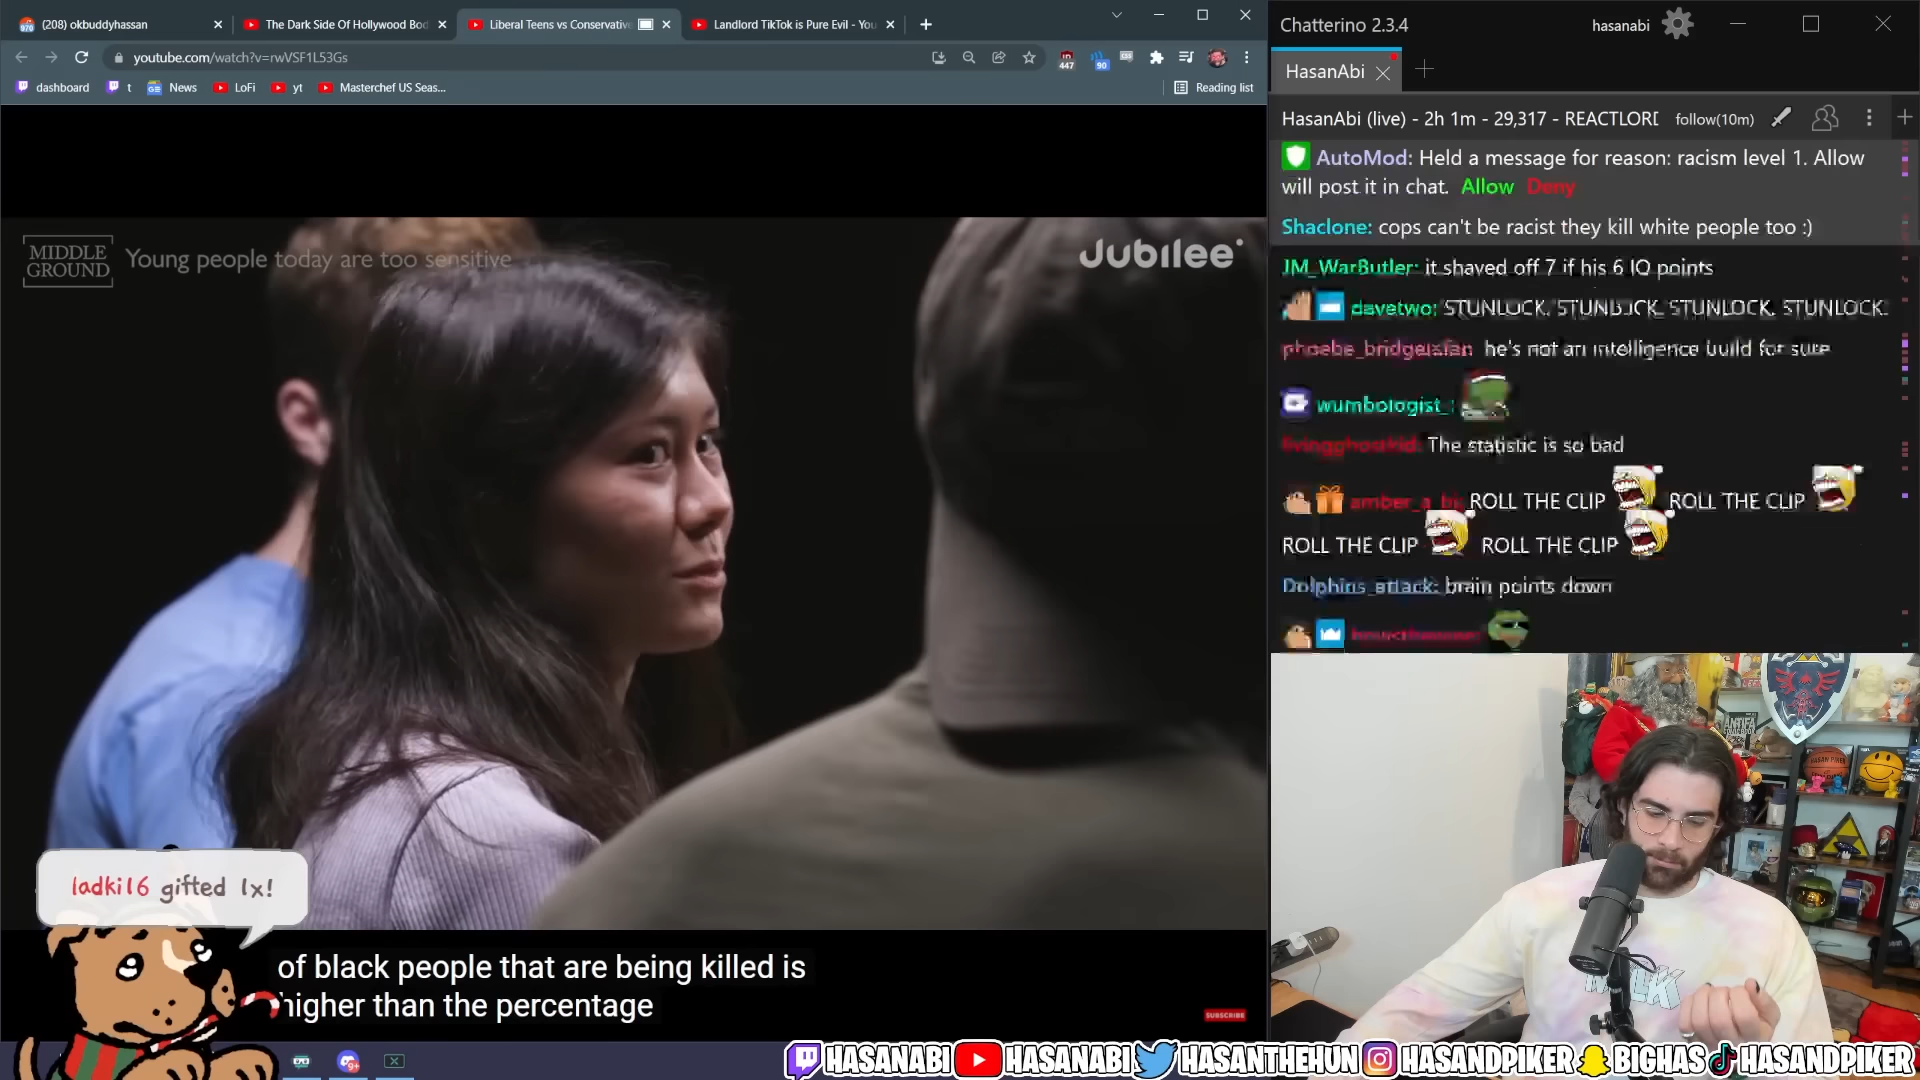 (208) okbuddyhassan
The Dark Side Of Hollywood Bod
Liberal Teens vs Conservative
Landlord TikTok is Pure Evil - You
youtube.com/watch?v=rwVSF1L53Gs
447
90
dashboard
t
News
LoFi
yt
Masterchef US Seas...
Reading list
MIDDLE
GROUND
Young people today are too sensitive
Jubilee
ladki16 gifted 1x!
of black people that are being killed is
higher than the percentage
SUBSCRIBE
Chatterino 2.3.4
hasanabi
HasanAbi
HasanAbi (live) - 2h 1m - 29,317 - REACTLORD
follow(10m)
AutoMod: Held a message for reason: racism level 1. Allow
will post it in chat. Allow Deny
Shaclone: cops can't be racist they kill white people too :)
JM_WarButler: it shaved off 7 if his 6 IQ points
davetwo: STUNLOCK. STUNLOCK. STUNLOCK. STUNLOCK.
he's not an intelligence build for sure
wumbologist_:
livingghostkid: The statistic is so bad
ROLL THE CLIP ROLL THE CLIP
ROLL THE CLIP ROLL THE CLIP
Dolphins_attack: brain points down
HASANABI HASANABI HASANTHEHUN HASANDPIKER BIGHAS HASANDPIKER